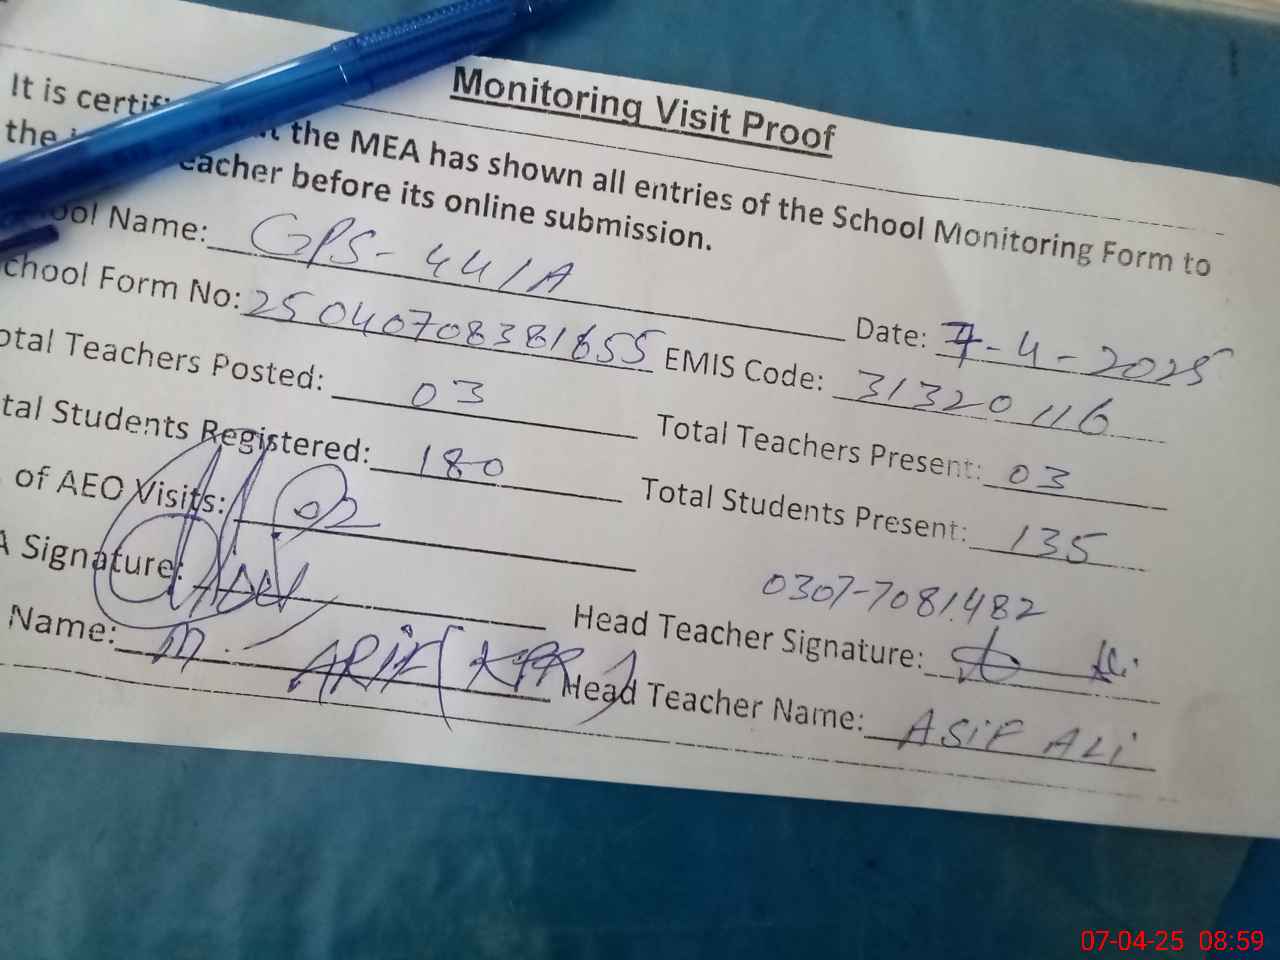 Monitoring Visit Proof
It is certif t the MEA has shown all entries of the School Monitoring Form to
the eacher before its online submission.
ool Name: GPS-44/A Date: 7-4-2025
chool Form No: 25040708381655 EMIS Code: 31320116
otal Teachers Posted: 03 Total Teachers Present: 03
tal Students Registered: 180 Total Students Present: 135
of AEO Visits: 02
0307-7081482
A Signature: Head Teacher Signature:
Name: M. ARIF (KPR) Head Teacher Name: ASIF ALi
07-04-25 08:59